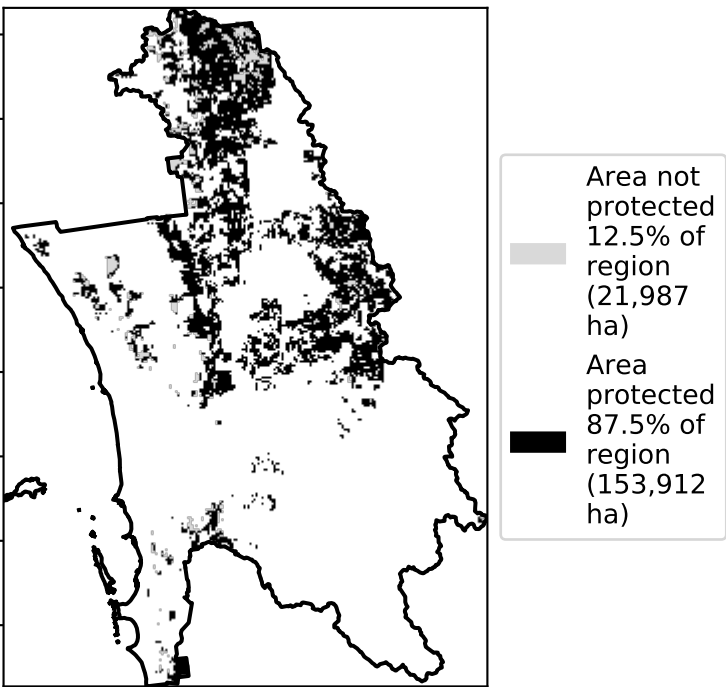 Area not
protected
12.5% of
region
(21,987
ha)
Area
protected
87.5% of
region
(153,912
ha)